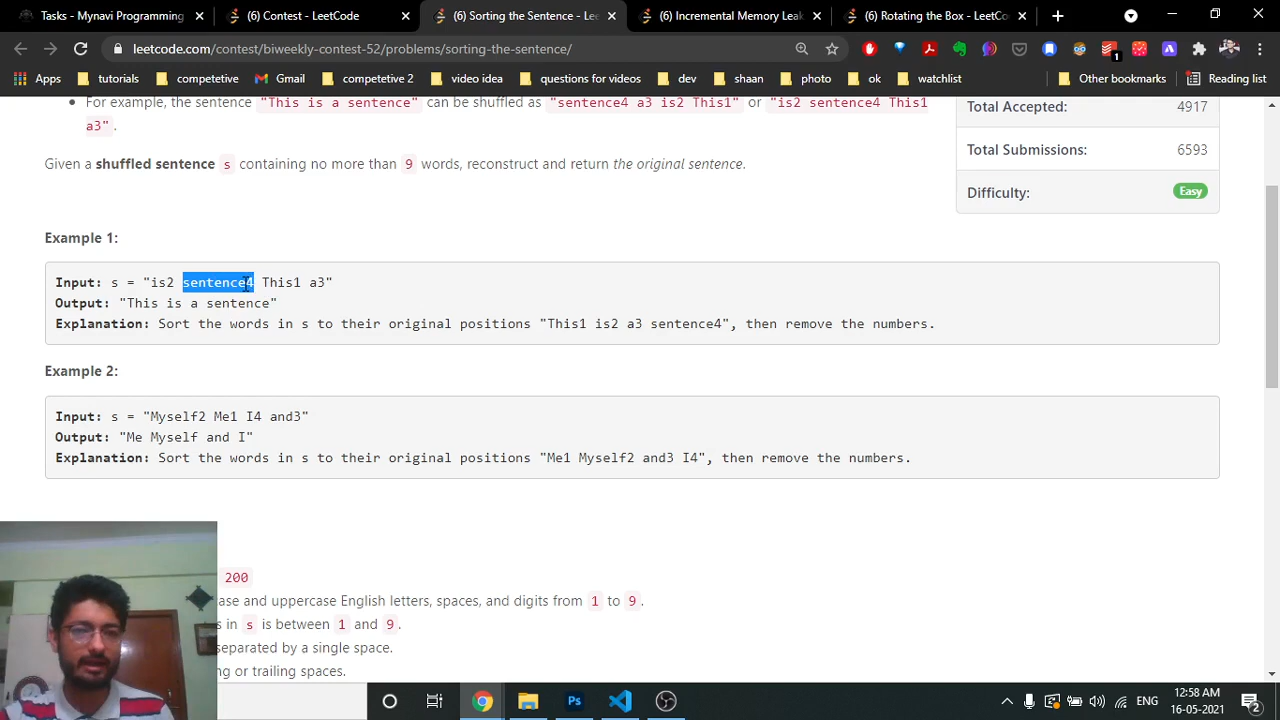 Tasks - Mynavi Programming
(6) Contest - LeetCode
(6) Sorting the Sentence - Lee
(6) Incremental Memory Leak
(6) Rotating the Box - LeetCo
leetcode.com/contest/biweekly-contest-52/problems/sorting-the-sentence/
1
Apps tutorials competetive Gmail competetive 2 video idea questions for videos dev shaan photo ok watchlist Other bookmarks Reading list
For example, the sentence "This is a sentence" can be shuffled as "sentence4 a3 is2 This1" or "is2 sentence4 This1
a3".
Given a shuffled sentence s containing no more than 9 words, reconstruct and return the original sentence.
Total Accepted: 4917
Total Submissions: 6593
Difficulty: Easy
Example 1:
Input: s = "is2 sentence4 This1 a3"
Output: "This is a sentence"
Explanation: Sort the words in s to their original positions "This1 is2 a3 sentence4", then remove the numbers.
Example 2:
Input: s = "Myself2 Me1 I4 and3"
Output: "Me Myself and I"
Explanation: Sort the words in s to their original positions "Me1 Myself2 and3 I4", then remove the numbers.
200
ase and uppercase English letters, spaces, and digits from 1 to 9.
s in s is between 1 and 9.
separated by a single space.
ng or trailing spaces.
Ps
ENG
12:58 AM
16-05-2021
2